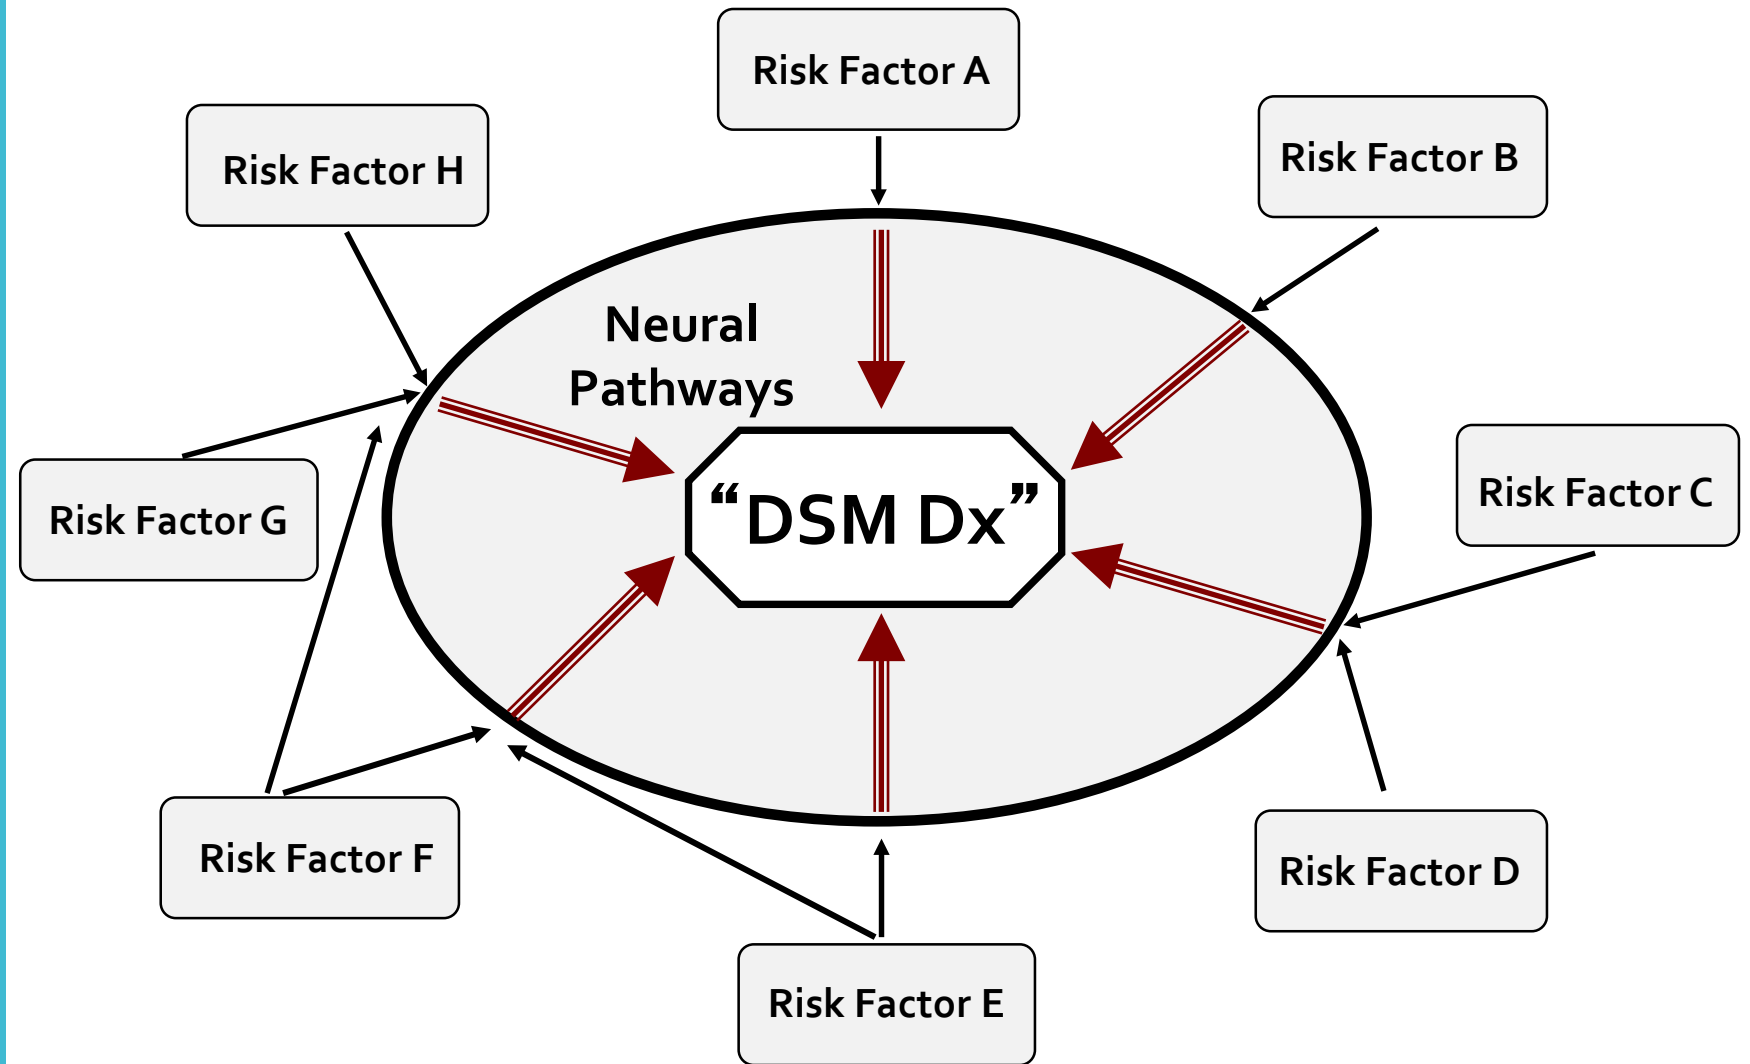 Risk Factor A
Risk Factor B
Risk Factor H
Neural
Pathways
“DSM Dx”
Risk Factor C
Risk Factor G
Risk Factor F
Risk Factor D
Risk Factor E